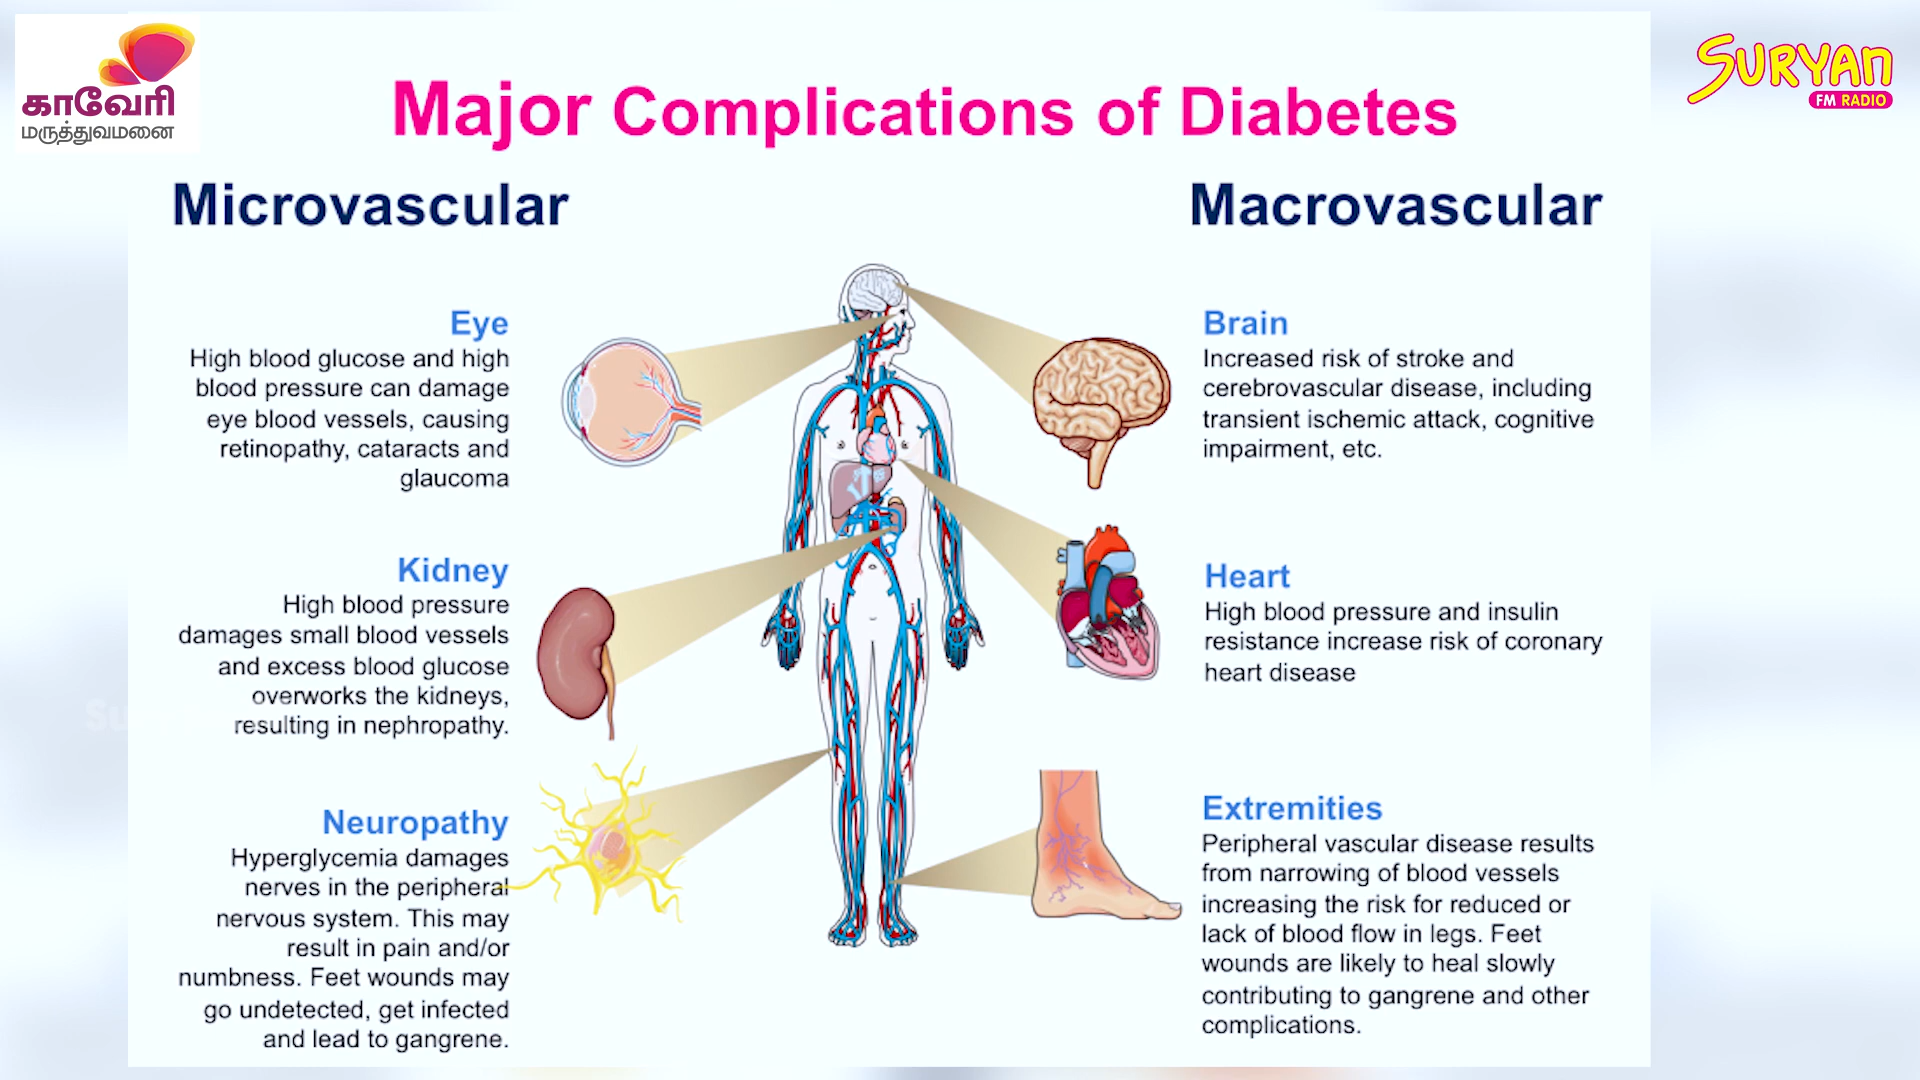 காவேரி
மருத்துவமனை
SURYAN
FM RADIO
Major Complications of Diabetes
Microvascular
Eye
High blood glucose and high
blood pressure can damage
eye blood vessels, causing
retinopathy, cataracts and
glaucoma
Kidney
High blood pressure
damages small blood vessels
and excess blood glucose
overworks the kidneys,
resulting in nephropathy.
Neuropathy
Hyperglycemia damages
nerves in the peripheral
nervous system. This may
result in pain and/or
numbness. Feet wounds may
go undetected, get infected
and lead to gangrene.
Macrovascular
Brain
Increased risk of stroke and
cerebrovascular disease, including
transient ischemic attack, cognitive
impairment, etc.
Heart
High blood pressure and insulin
resistance increase risk of coronary
heart disease
Extremities
Peripheral vascular disease results
from narrowing of blood vessels
increasing the risk for reduced or
lack of blood flow in legs. Feet
wounds are likely to heal slowly
contributing to gangrene and other
complications.